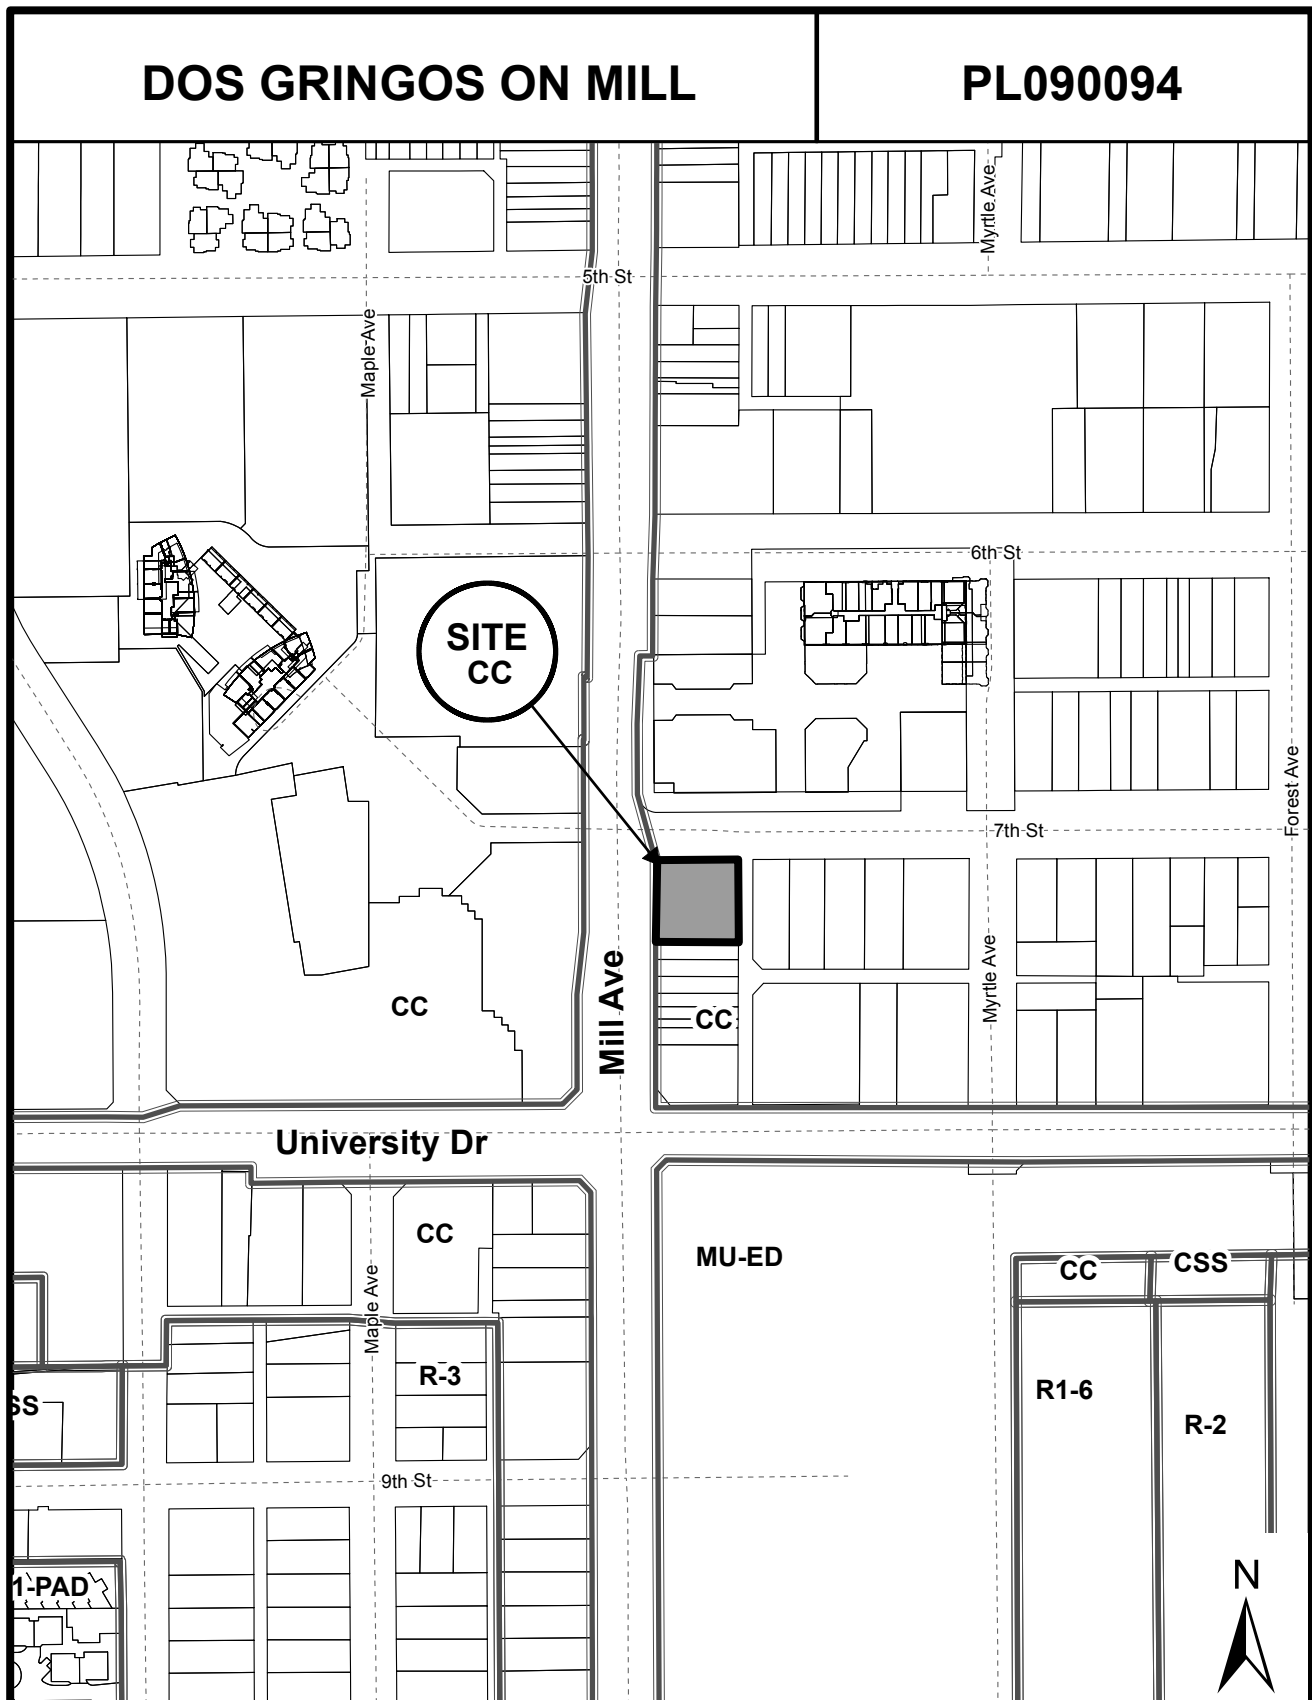 DOS GRINGOS ON MILL
PL090094
Myrtle Ave
5th St
Maple Ave
6th St
SITE
CC
Forest Ave
7th St
Myrtle Ave
Mill Ave
CC
CC
University Dr
CC
MU-ED
CC
CSS
Maple Ave
R-3
R1-6
SS
R-2
9th St
N
1-PAD